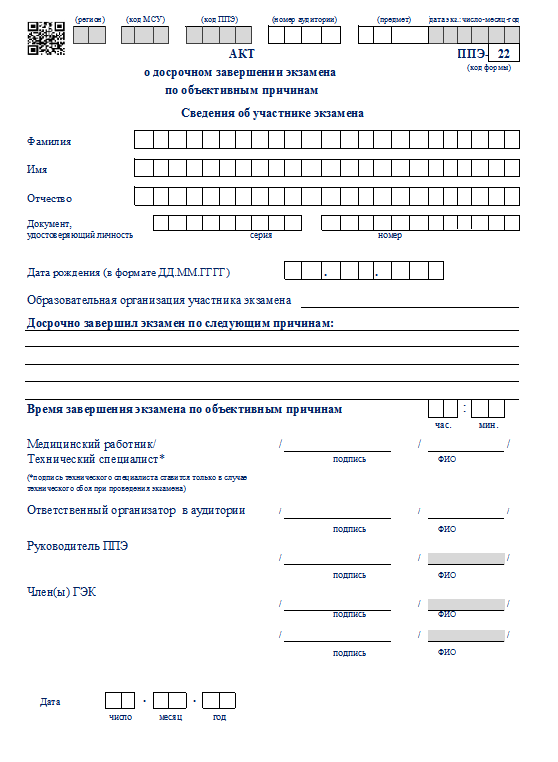 (регион) (код МСУ) (код ППЭ) (номер аудитории) (предмет) дата экз.: число-месяц-год
АКТ ППЭ- 22
(код формы)
о досрочном завершении экзамена
по объективным причинам
Сведения об участнике экзамена
Фамилия
Имя
Отчество
Документ,
удостоверяющий личность
серия номер
Дата рождения (в формате ДД.ММ.ГГГГ) . .
Образовательная организация участника экзамена
Досрочно завершил экзамен по следующим причинам:
Время завершения экзамена по объективным причинам :
час. мин.
Медицинский работник/ / / /
Технический специалист*
подпись ФИО
(*подпись технического специалиста ставится только в случае
технического сбоя при проведении экзамена)
Ответственный организатор в аудитории / / /
подпись ФИО
Руководитель ППЭ / / /
подпись ФИО
Член(ы) ГЭК / / /
подпись ФИО
/ / /
подпись ФИО
Дата . .
число месяц год